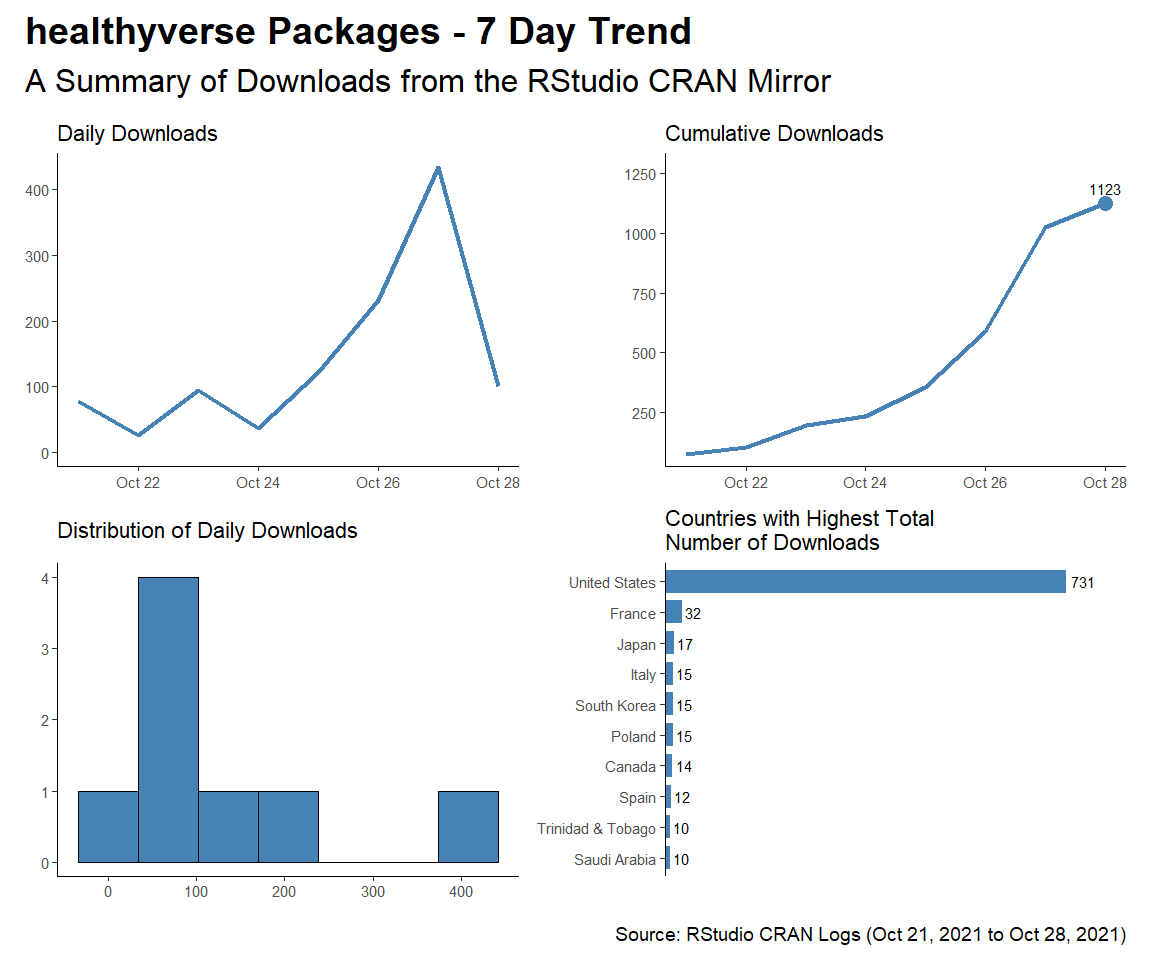 healthyverse Packages - 7 Day Trend
A Summary of Downloads from the RStudio CRAN Mirror
Daily Downloads
400
300
200
100
0
Oct 22 Oct 24 Oct 26 Oct 28
Cumulative Downloads
1250
1000
750
500
250
1123
Oct 22 Oct 24 Oct 26 Oct 28
Distribution of Daily Downloads
4
3
2
1
0
0 100 200 300 400
Countries with Highest Total
Number of Downloads
United States 731
France 32
Japan 17
Italy 15
South Korea 15
Poland 15
Canada 14
Spain 12
Trinidad & Tobago 10
Saudi Arabia 10
Source: RStudio CRAN Logs (Oct 21, 2021 to Oct 28, 2021)